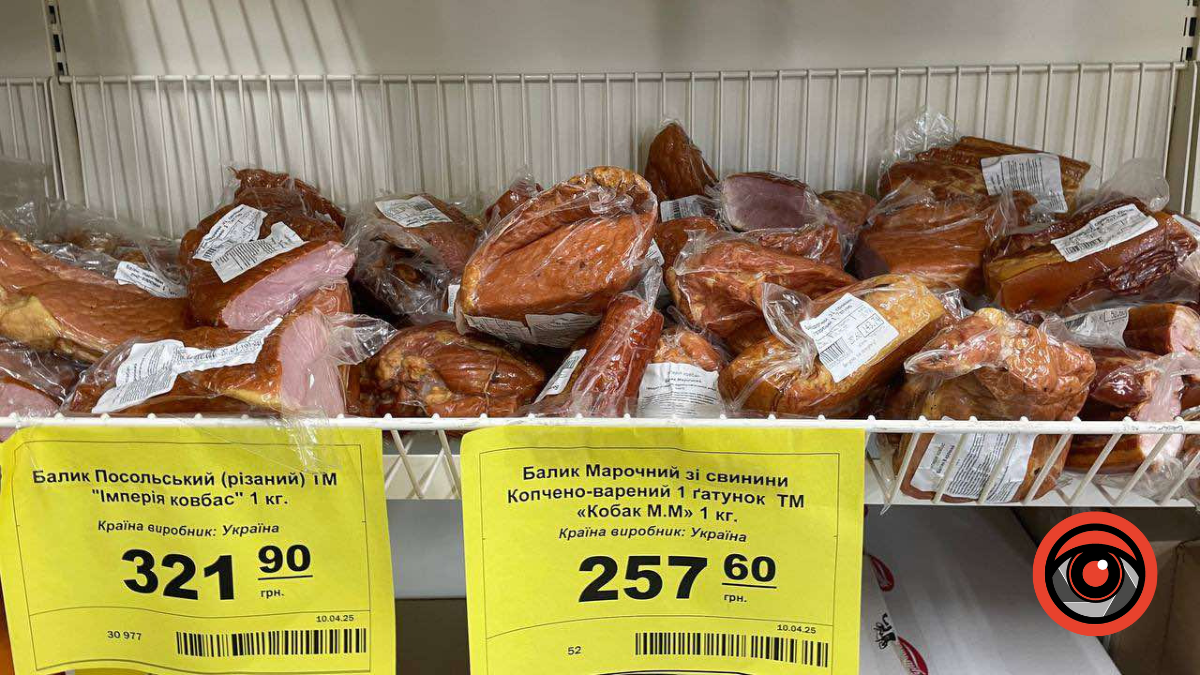 Балик Посольський (різаний) ТМ
"Імперія ковбас" 1 кг.
Країна виробник: Україна
321 90
грн.
10.04.25
30 977
Балик Марочний зі свинини
Копчено-варений 1 ґатунок ТМ
«Кобак М.М» 1 кг.
Країна виробник: Україна
257 60
грн.
10.04.25
52